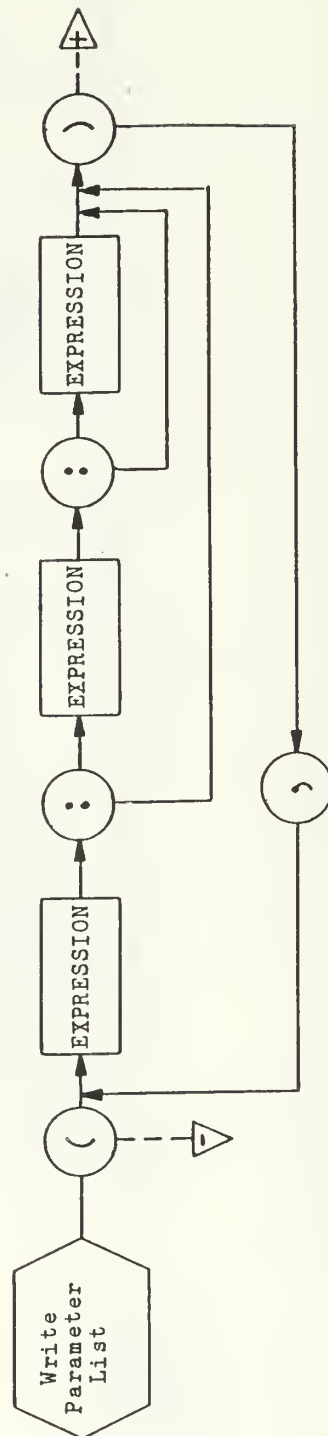 Write
Parameter
List
(
-
EXPRESSION
:
EXPRESSION
:
EXPRESSION
)
+
,